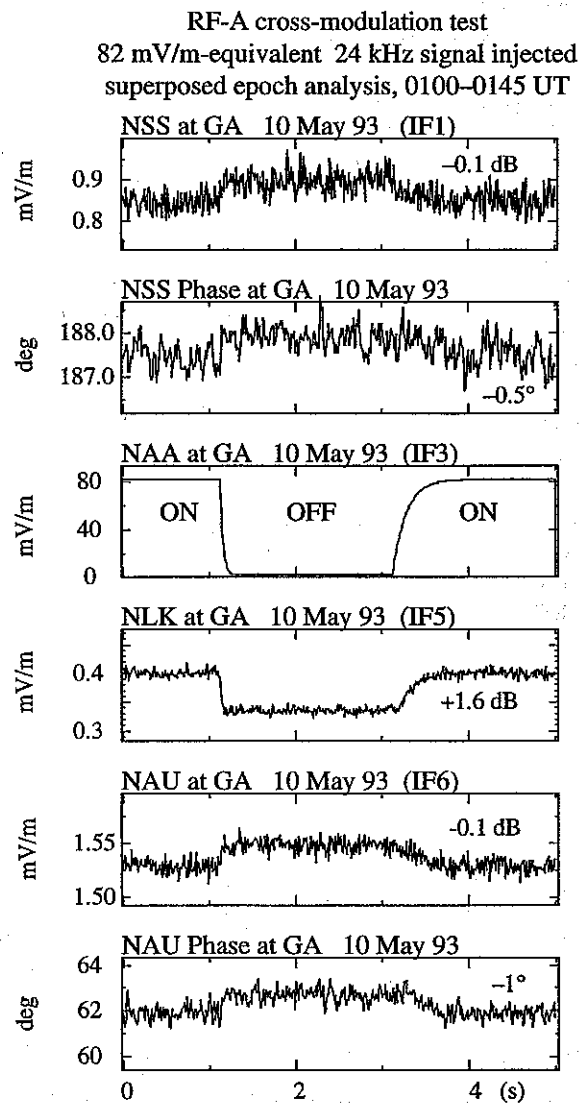 RF-A cross-modulation test
82 mV/m-equivalent 24 kHz signal injected
superposed epoch analysis, 0100–0145 UT
NSS at GA 10 May 93 (IF1)
mV/m
0.9
0.8
–0.1 dB
NSS Phase at GA 10 May 93
deg
188.0
187.0
–0.5°
NAA at GA 10 May 93 (IF3)
mV/m
80
40
0
ON
OFF
ON
NLK at GA 10 May 93 (IF5)
mV/m
0.4
0.3
+1.6 dB
NAU at GA 10 May 93 (IF6)
mV/m
1.55
1.50
-0.1 dB
NAU Phase at GA 10 May 93
deg
64
62
60
–1°
0 2 4 (s)